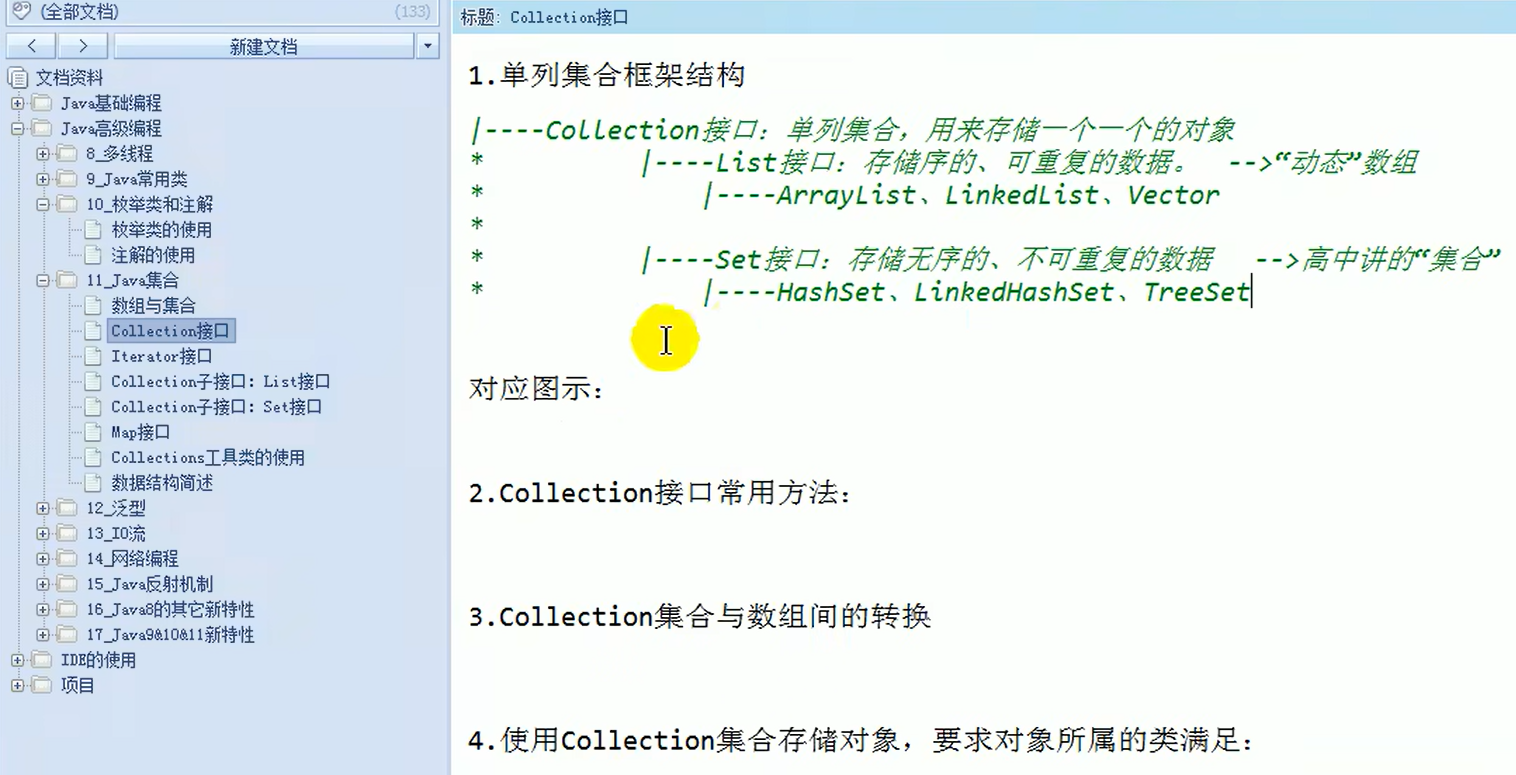 (全部文档) (133)
新建文档
文档资料
Java基础编程
Java高级编程
8_多线程
9_Java常用类
10_枚举类和注解
枚举类的使用
注解的使用
11_Java集合
数组与集合
Collection接口
Iterator接口
Collection子接口: List接口
Collection子接口: Set接口
Map接口
Collections工具类的使用
数据结构简述
12_泛型
13_IO流
14_网络编程
15_Java反射机制
16_Java8的其它新特性
17_Java9&10&11新特性
IDE的使用
项目
标题: Collection接口
1.单列集合框架结构
|----Collection接口: 单列集合, 用来存储一个一个的对象
* |----List接口: 存储序的、可重复的数据。 -->“动态”数组
* |----ArrayList、LinkedList、Vector
*
* |----Set接口: 存储无序的、不可重复的数据 -->高中讲的“集合”
* |----HashSet、LinkedHashSet、TreeSet
对应图示:
2.Collection接口常用方法:
3.Collection集合与数组间的转换
4.使用Collection集合存储对象, 要求对象所属的类满足: